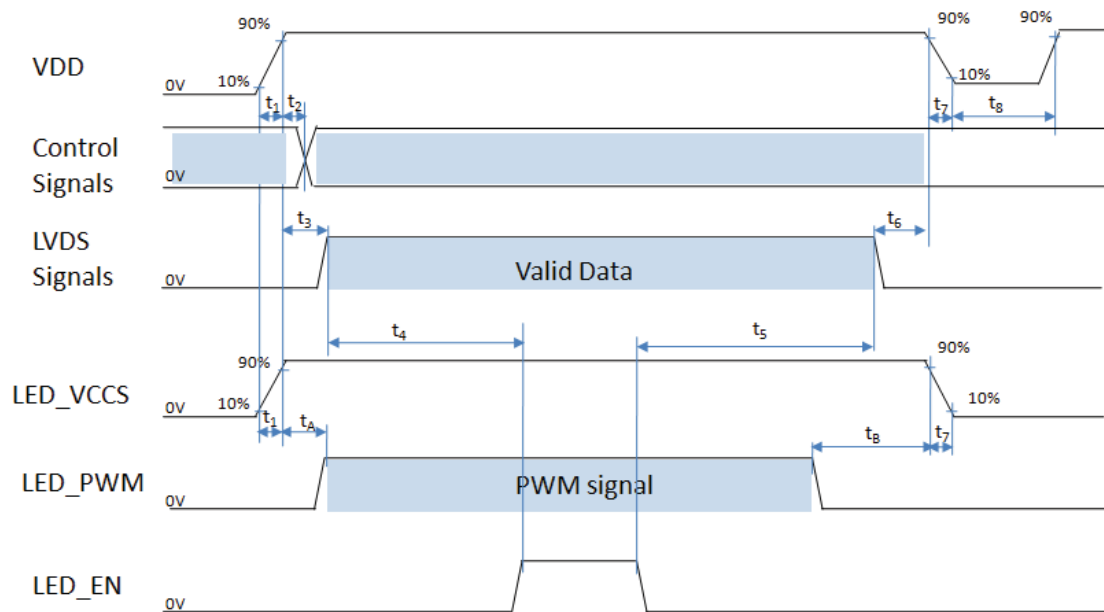 90%
90%
90%
VDD
10%
10%
0V
t1
t2
t7
t8
Control
Signals
0V
t3
t6
LVDS
Signals
Valid Data
0V
t4
t5
90%
90%
LED_VCCS
10%
10%
0V
t1
tA
tB
t7
LED_PWM
PWM signal
0V
LED_EN
0V